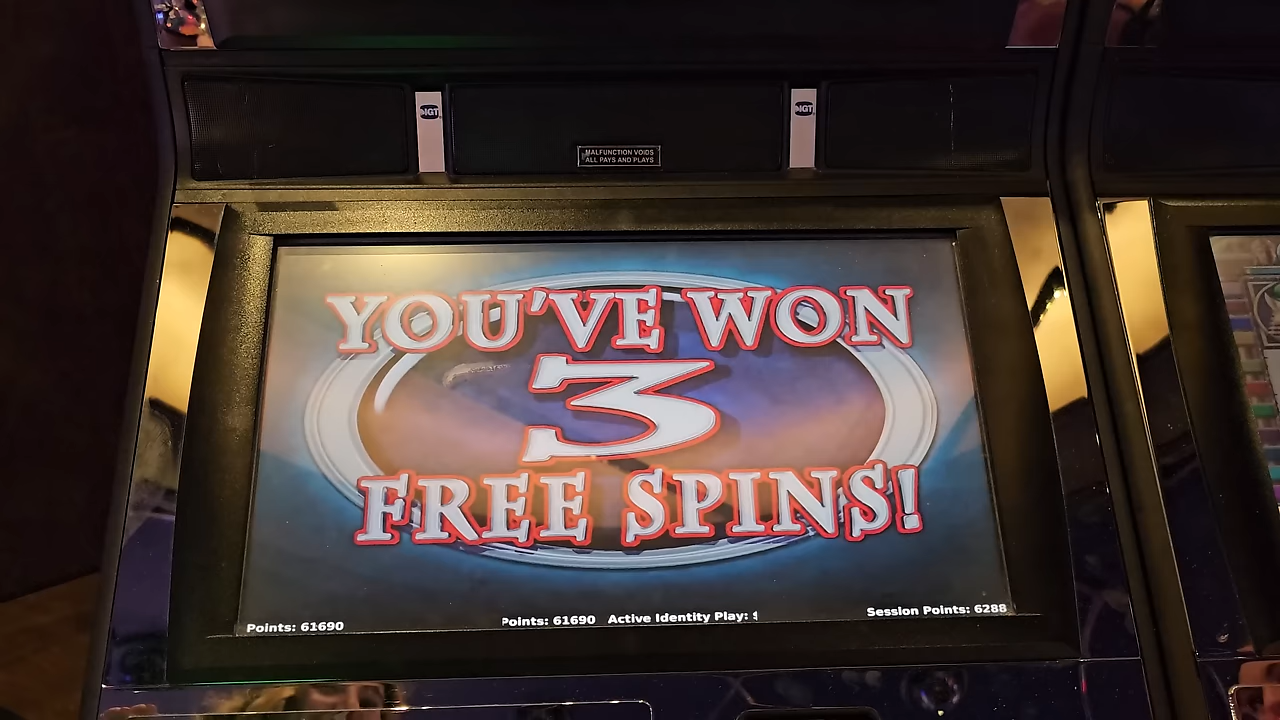 IGT
IGT
MALFUNCTION VOIDS
ALL PAYS AND PLAYS
YOU'VE WON
3
FREE SPINS!
Points: 61690
Points: 61690 Active Identity Play:
Session Points: 6288